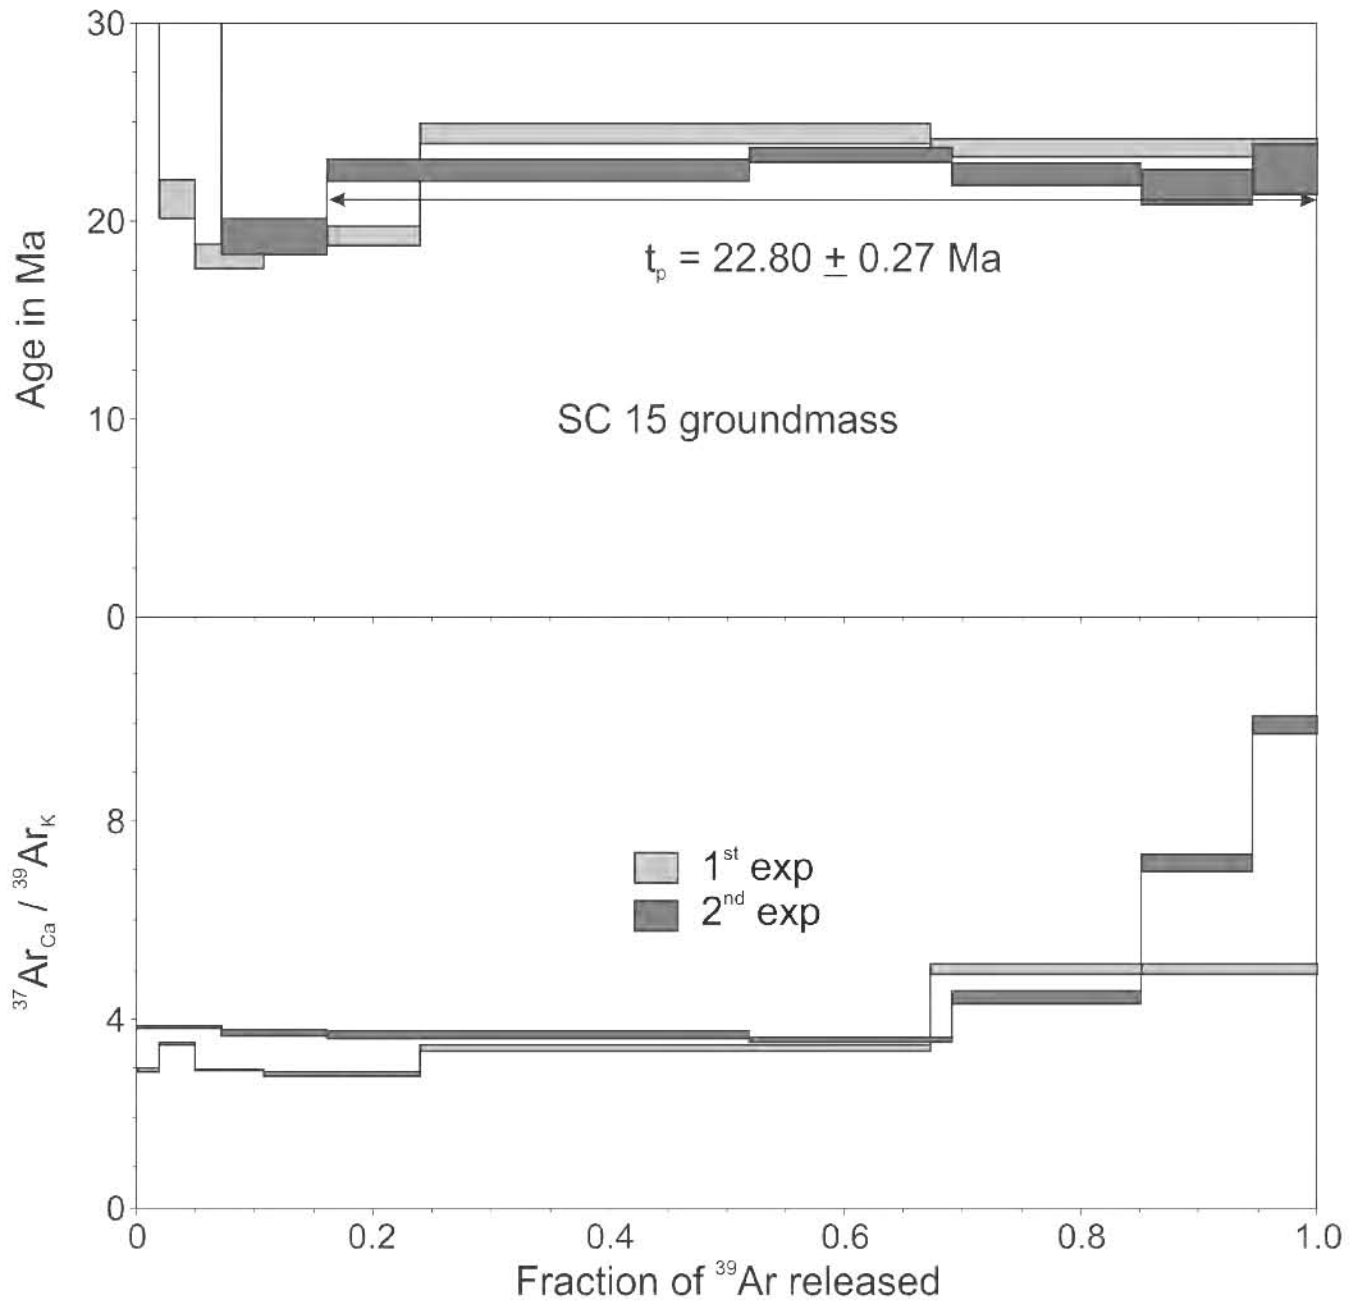 30
20
10
0
Age in Ma
tp = 22.80 ± 0.27 Ma
SC 15 groundmass
8
4
0
37ArCa / 39ArK
1st exp
2nd exp
0 0.2 0.4 0.6 0.8 1.0
Fraction of 39Ar released